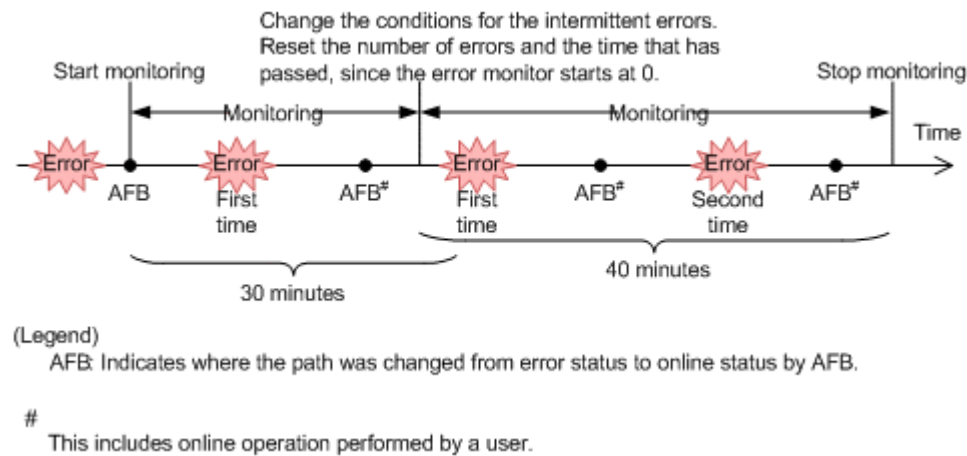 Change the conditions for the intermittent errors.
Reset the number of errors and the time that has
passed, since the error monitor starts at 0.
Start monitoring
Stop monitoring
Monitoring
Monitoring
Time
Error
Error
Error
Error
AFB
First
time
AFB#
First
time
AFB#
Second
time
AFB#
30 minutes
40 minutes
(Legend)
AFB: Indicates where the path was changed from error status to online status by AFB.
#
This includes online operation performed by a user.